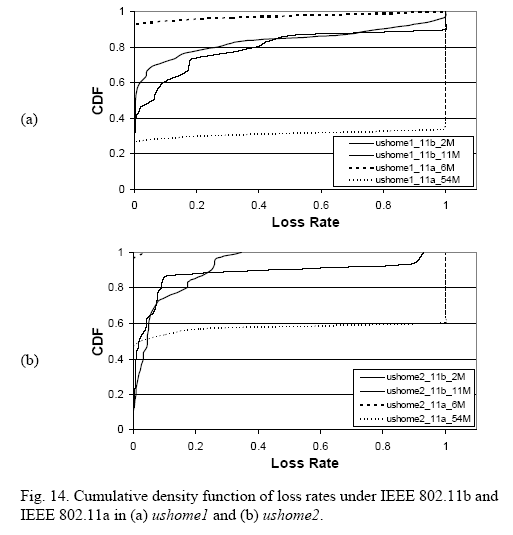 1
0.8
0.6
0.4
0.2
0
CDF
0 0.2 0.4 0.6 0.8 1
Loss Rate
ushome1_11b_2M
ushome1_11b_11M
ushome1_11a_6M
ushome1_11a_54M
(a)
1
0.8
0.6
0.4
0.2
0
CDF
0 0.2 0.4 0.6 0.8 1
Loss Rate
ushome2_11b_2M
ushome2_11b_11M
ushome2_11a_6M
ushome2_11a_54M
(b)
Fig. 14. Cumulative density function of loss rates under IEEE 802.11b and
IEEE 802.11a in (a) ushome1 and (b) ushome2.